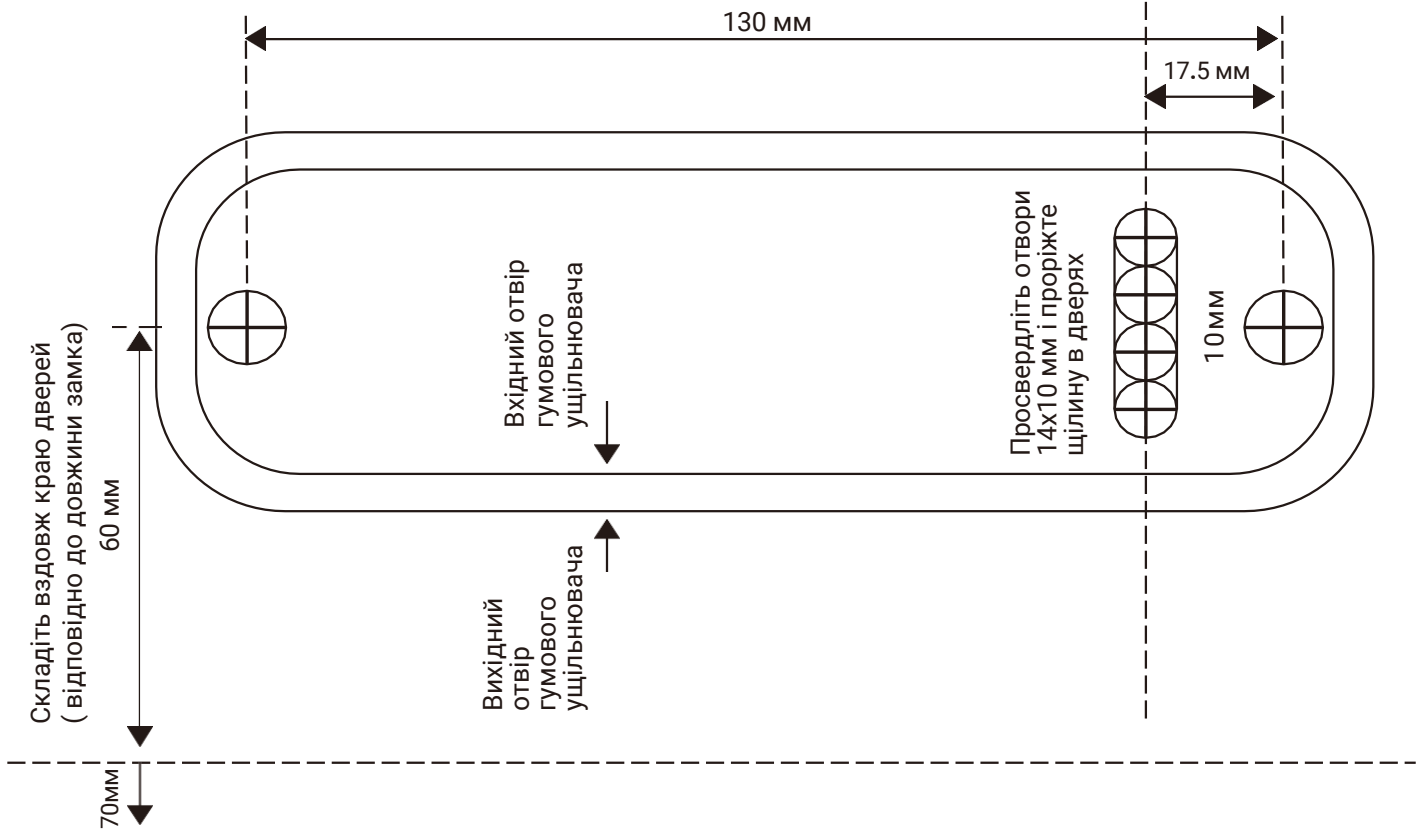 130 мм
17.5 мм
Складіть вздовж краю дверей
( відповідно до довжини замка)
60 мм
Вхідний отвір
гумового
ущільнювача
Просвердліть отвори
14x10 мм і проріжте
щілину в дверях
10мм
Вихідний
отвір
гумового
ущільнювача
70мм